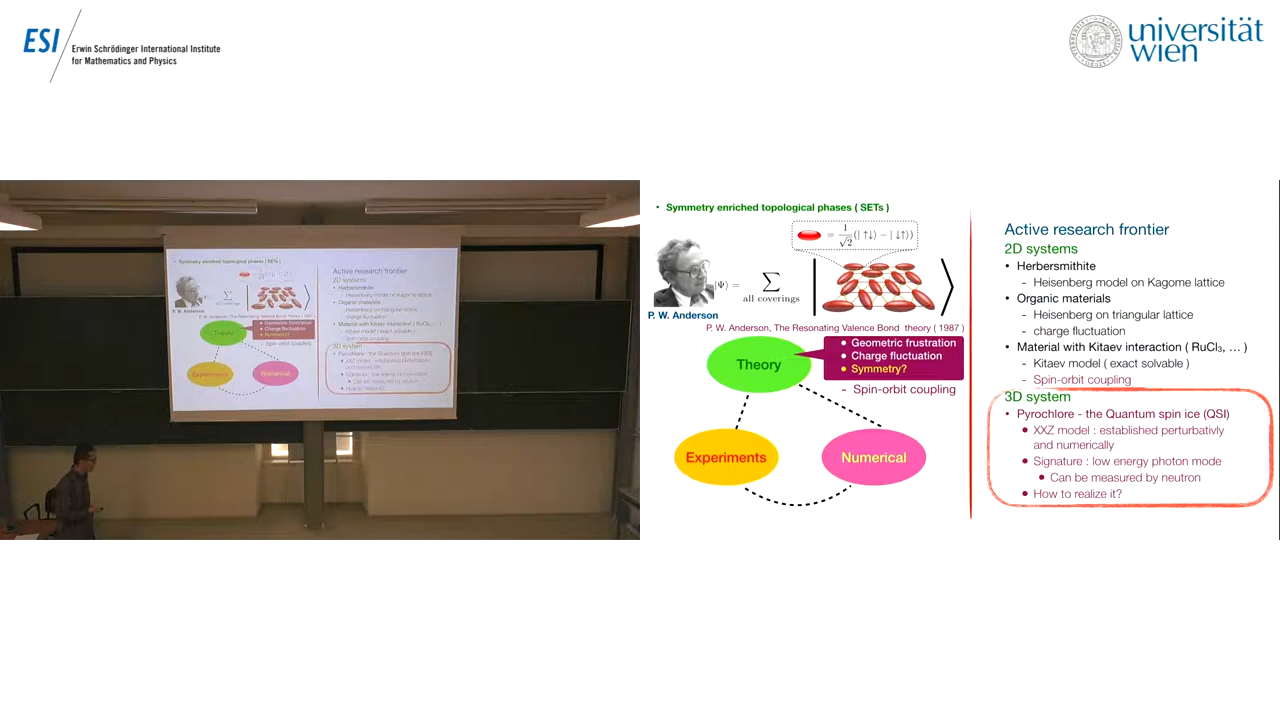 ESI
Erwin Schrödinger International Institute
for Mathematics and Physics
universität
wien
• Symmetry enriched topological phases ( SETs )
= 1/√2 (| ↑↓⟩ − | ↓↑⟩)
|Ψ⟩ = ∑
all coverings
P. W. Anderson
P. W. Anderson, The Resonating Valence Bond theory ( 1987 )
Theory
• Geometric frustration
• Charge fluctuation
• Symmetry?
- Spin-orbit coupling
Experiments
Numerical
Active research frontier
2D systems
• Herbersmithite
- Heisenberg model on Kagome lattice
• Organic materials
- Heisenberg on triangular lattice
- charge fluctuation
• Material with Kitaev interaction ( RuCl₃, … )
- Kitaev model ( exact solvable )
- Spin-orbit coupling
3D system
• Pyrochlore - the Quantum spin ice (QSI)
• XXZ model : established perturbativly
and numerically
• Signature : low energy photon mode
• Can be measured by neutron
• How to realize it?